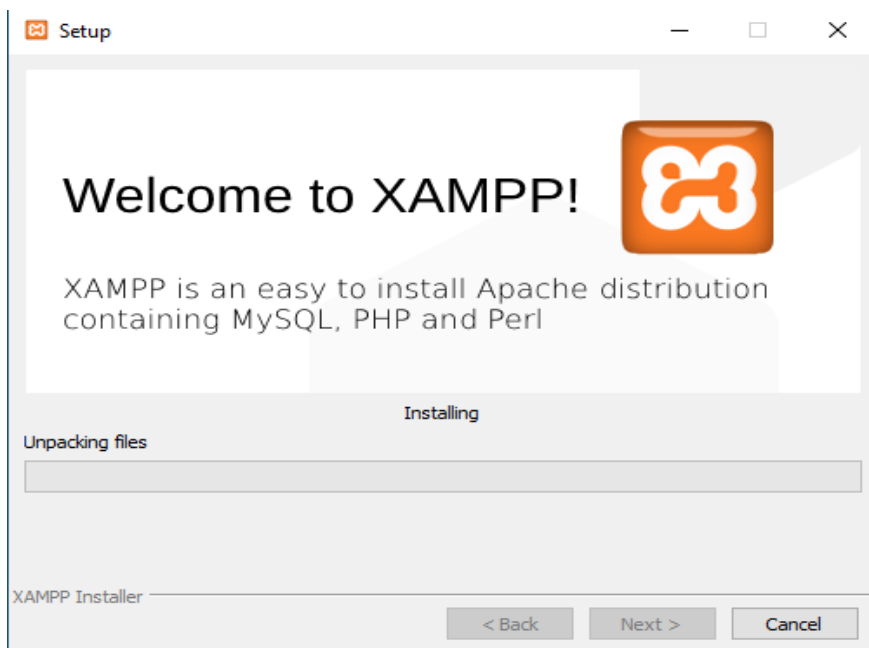 Setup
Welcome to XAMPP!
XAMPP is an easy to install Apache distribution
containing MySQL, PHP and Perl
Installing
Unpacking files
XAMPP Installer
< Back
Next >
Cancel